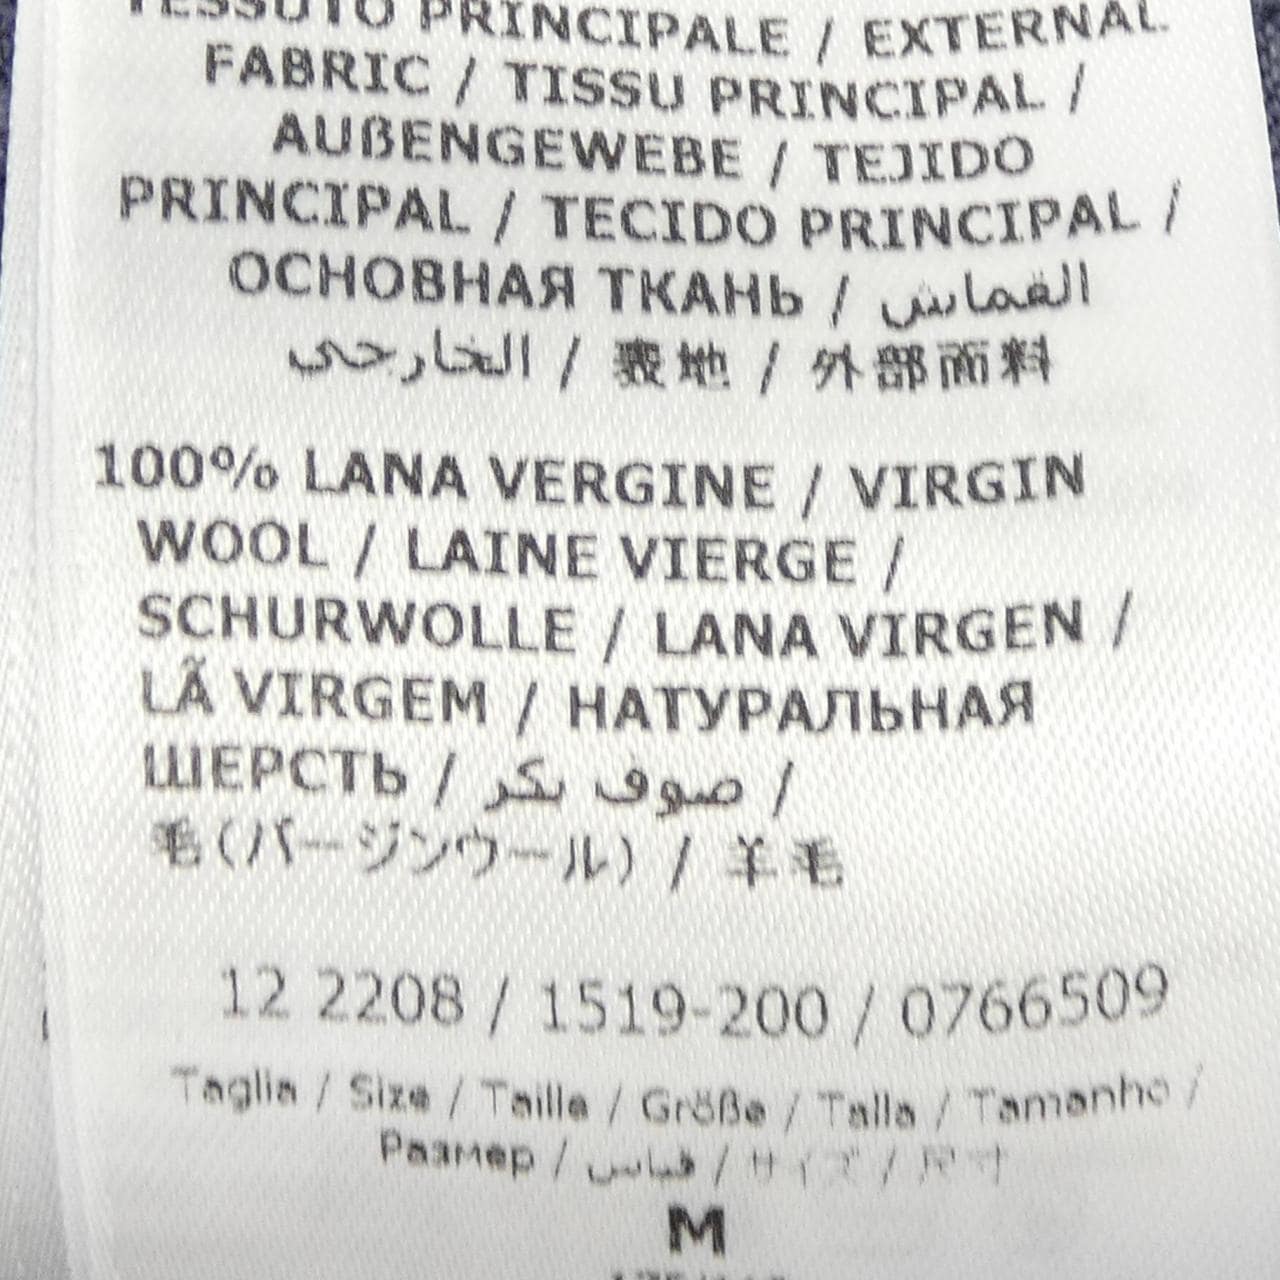 TESSUTO PRINCIPALE / EXTERNAL
FABRIC / TISSU PRINCIPAL /
AUßENGEWEBE / TEJIDO
PRINCIPAL / TECIDO PRINCIPAL /
ОСНОВНАЯ ТКАНЬ / القماش
الخارجي / 表地 / 外部面料
100% LANA VERGINE / VIRGIN
WOOL / LAINE VIERGE /
SCHURWOLLE / LANA VIRGEN /
LÃ VIRGEM / НАТУРАЛЬНАЯ
ШЕРСТЬ / صوف بكر /
毛(バージンウール) / 羊毛
12 2208 / 1519-200 / 0766509
Taglia / Size / Taille / Größe / Talla / Tamanho /
Размер / قياس / サイズ / 尺寸
M